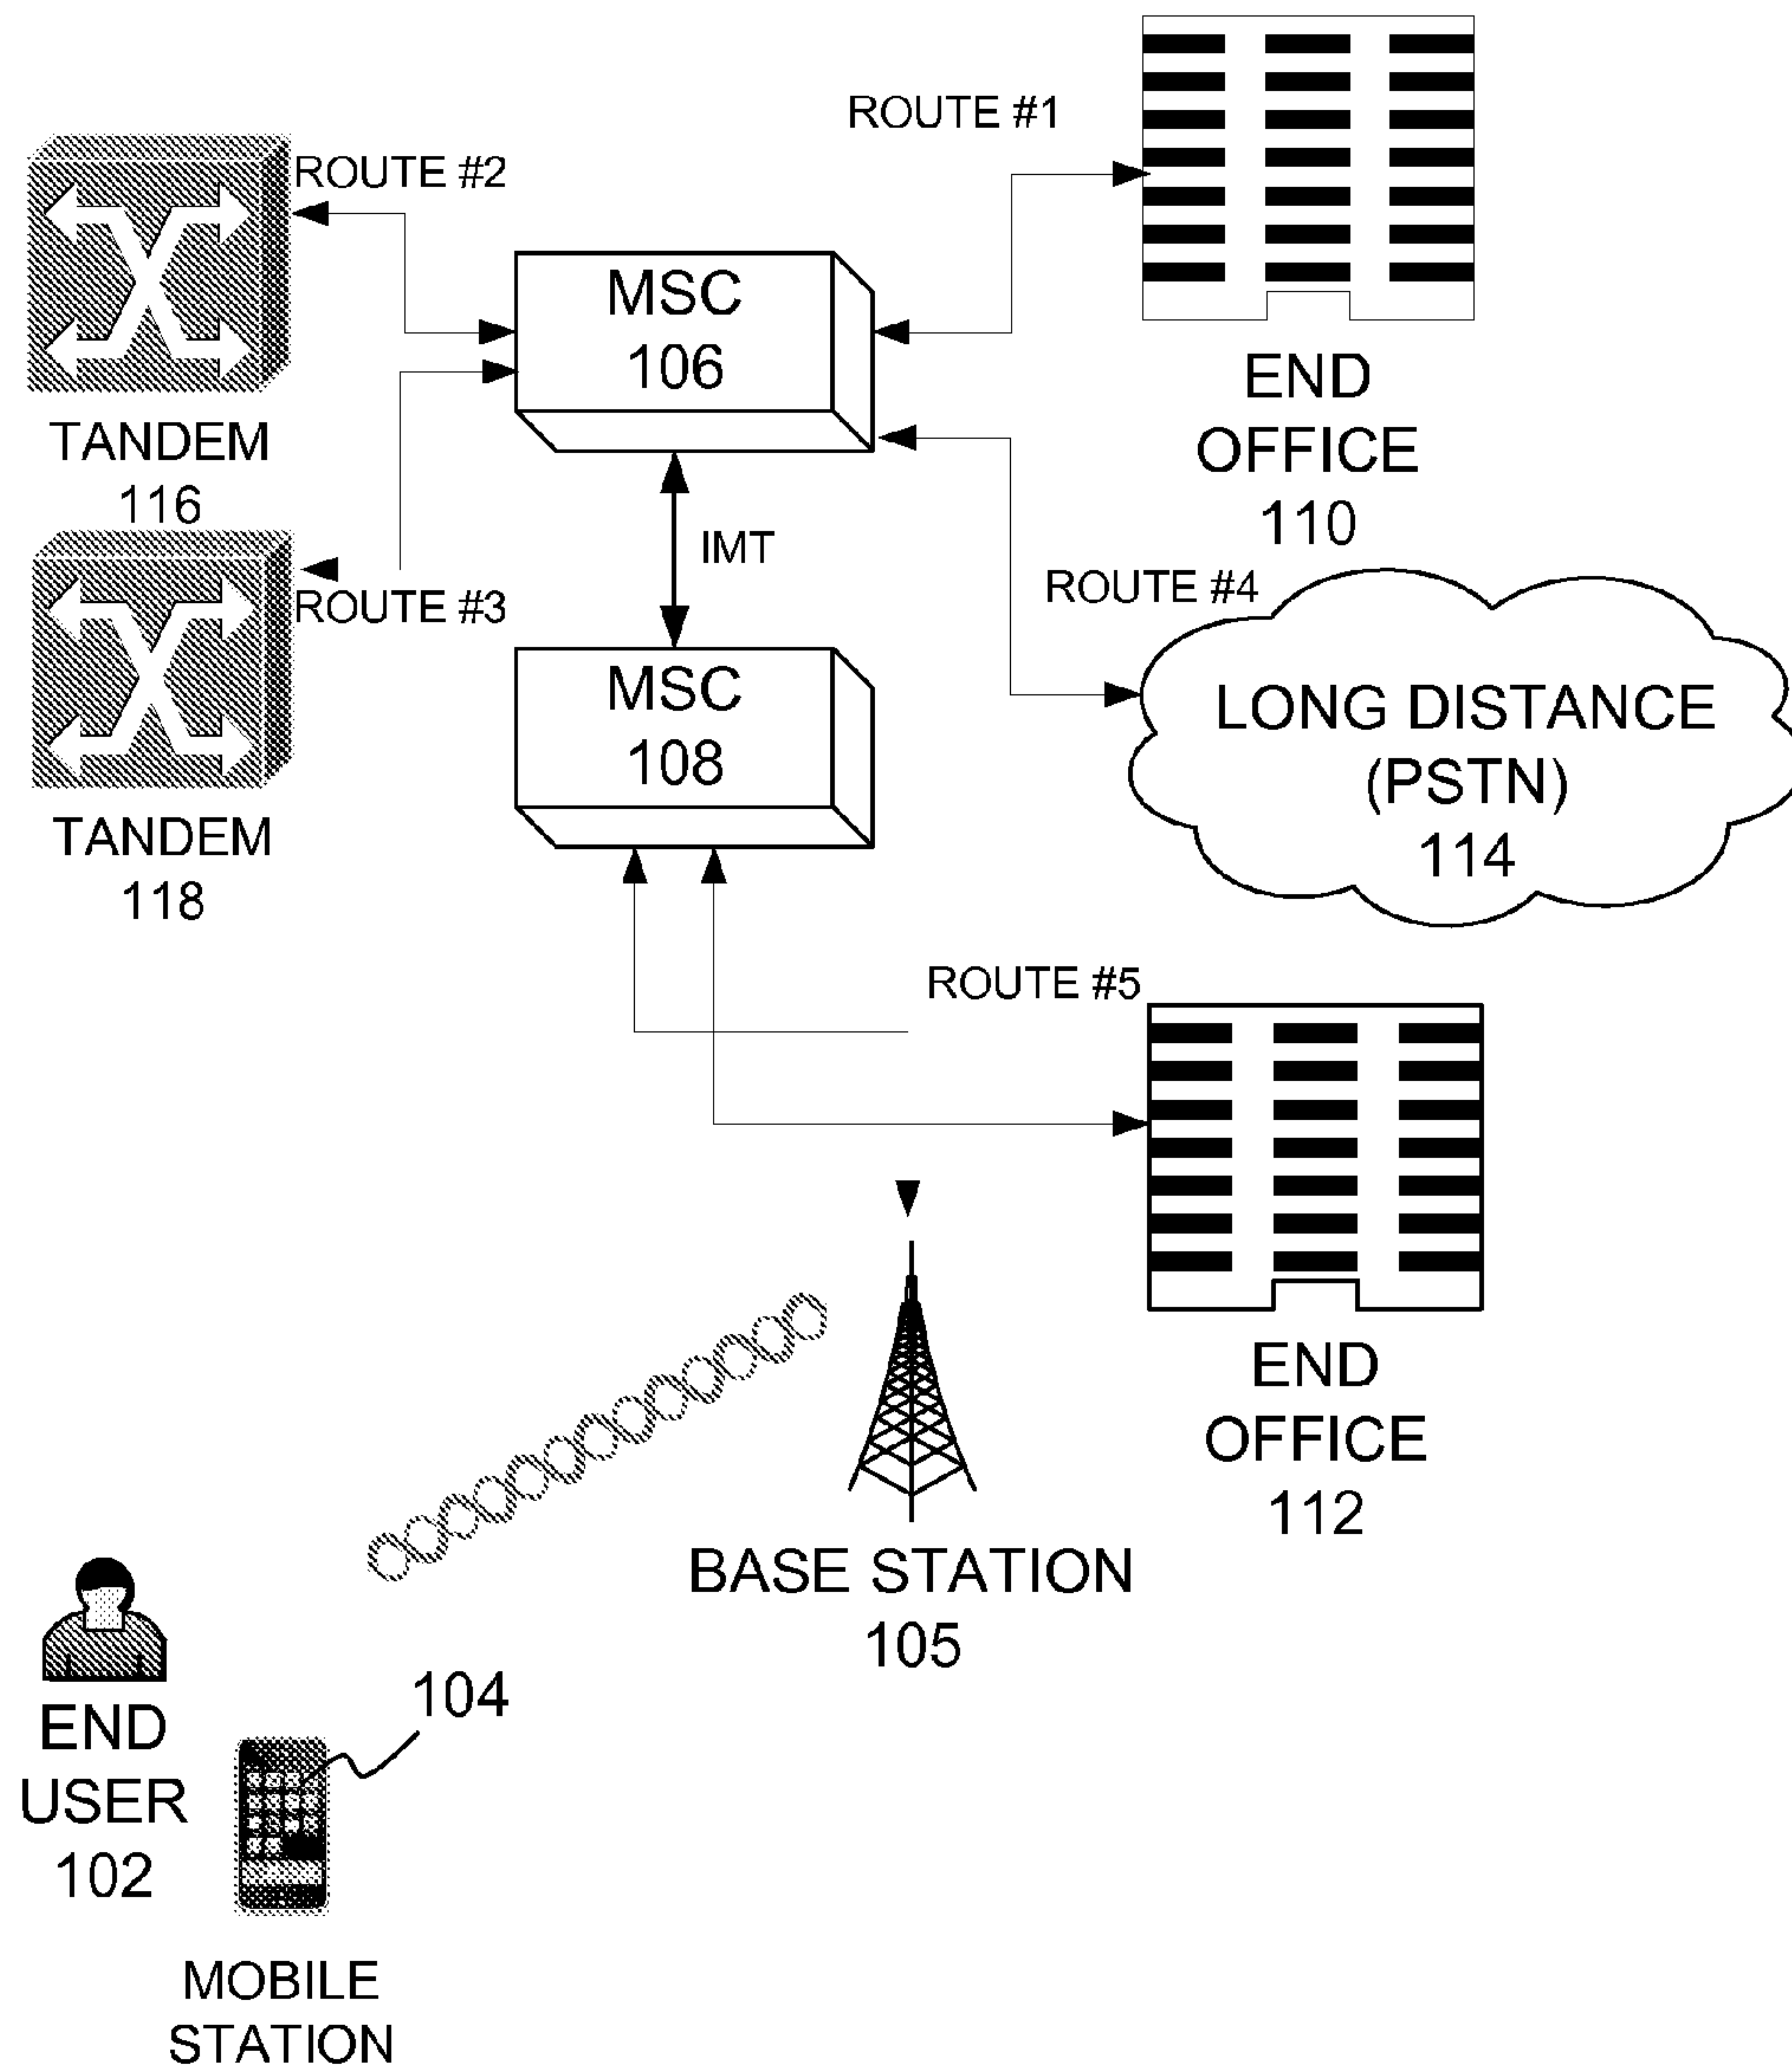 ROUTE #1
ROUTE #2
MSC
106
END
OFFICE
110
TANDEM
116
IMT
ROUTE #4
ROUTE #3
MSC
108
LONG DISTANCE
(PSTN)
114
TANDEM
118
ROUTE #5
END
OFFICE
112
BASE STATION
105
104
END
USER
102
MOBILE
STATION